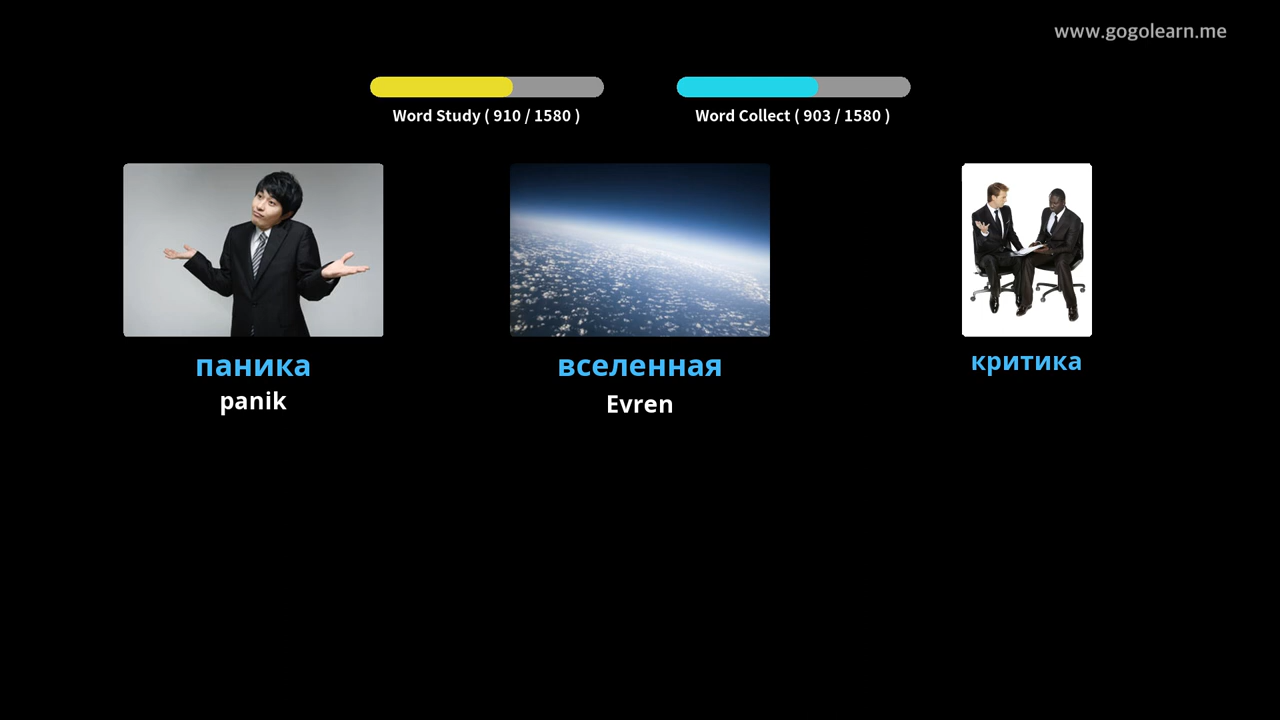 www.gogolearn.me
Word Study ( 910 / 1580 )
Word Collect ( 903 / 1580 )
паника
panik
вселенная
Evren
критика